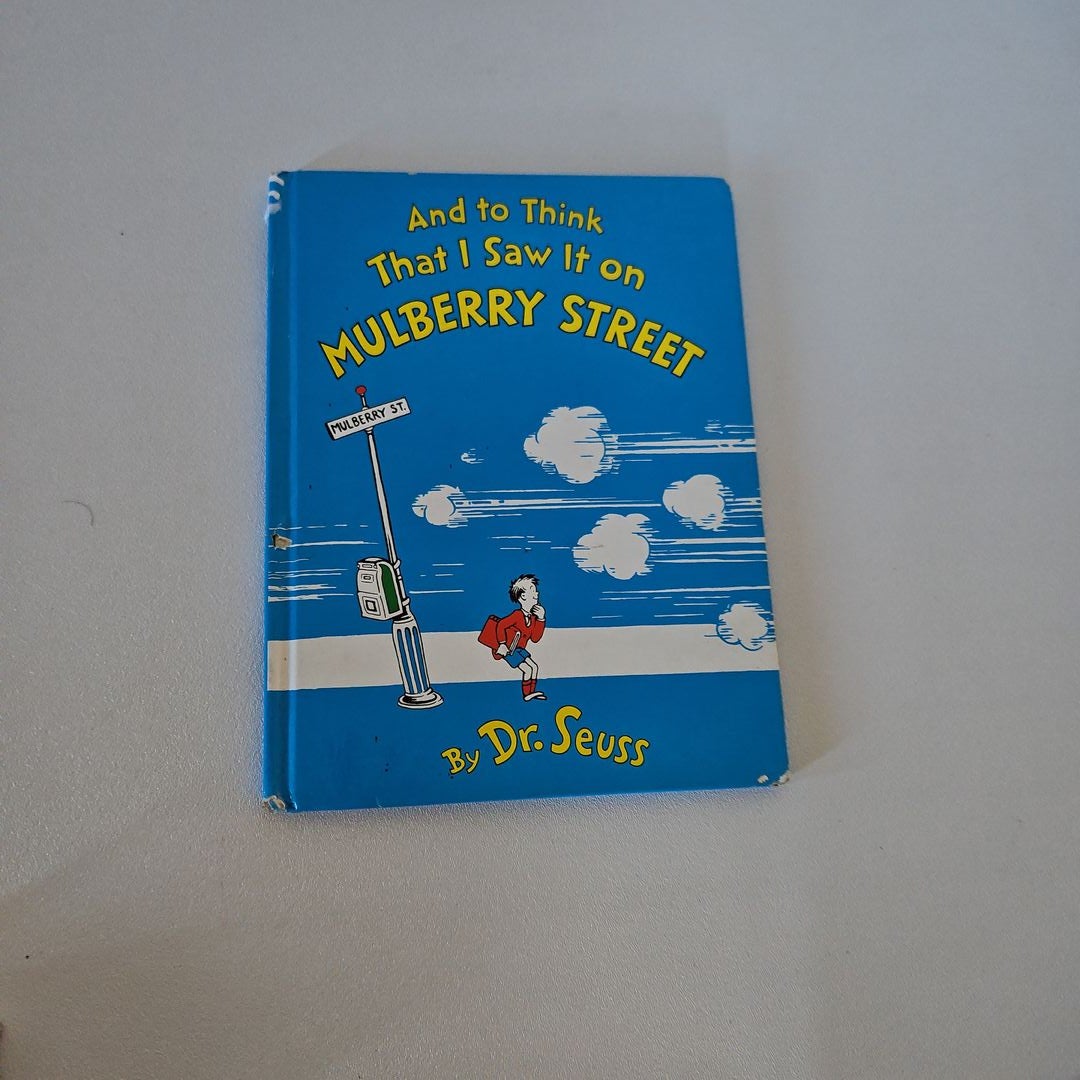 And to Think
That I Saw It on
MULBERRY STREET
MULBERRY ST.
By Dr. Seuss